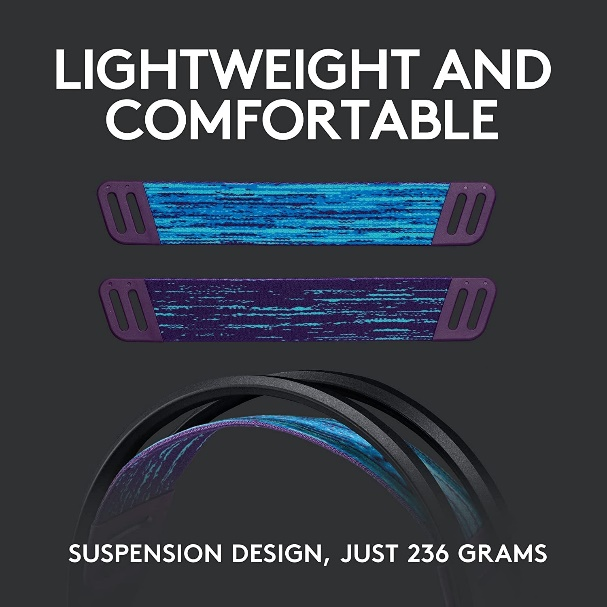 LIGHTWEIGHT AND
COMFORTABLE
SUSPENSION DESIGN, JUST 236 GRAMS